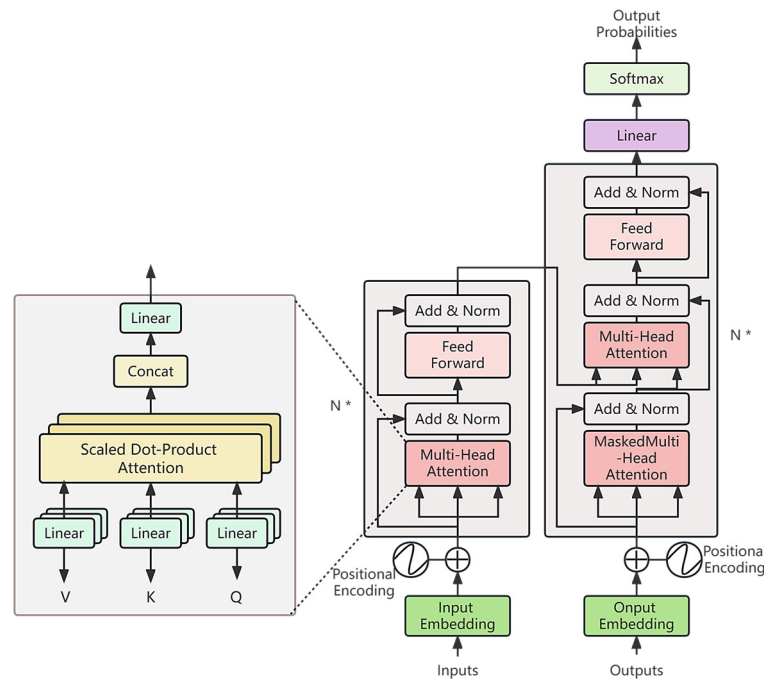 Output
Probabilities
Softmax
Linear
Add & Norm
Feed
Forward
Add & Norm
Multi-Head
Attention
N *
Add & Norm
MaskedMulti
-Head
Attention
Positiona
Encoding
Onput
Embedding
Outputs
Add & Norm
Feed
Forward
N *
Add & Norm
Multi-Head
Attention
Positional
Encoding
Input
Embedding
Inputs
Linear
Concat
Scaled Dot-Product
Attention
Linear
Linear
Linear
V
K
Q